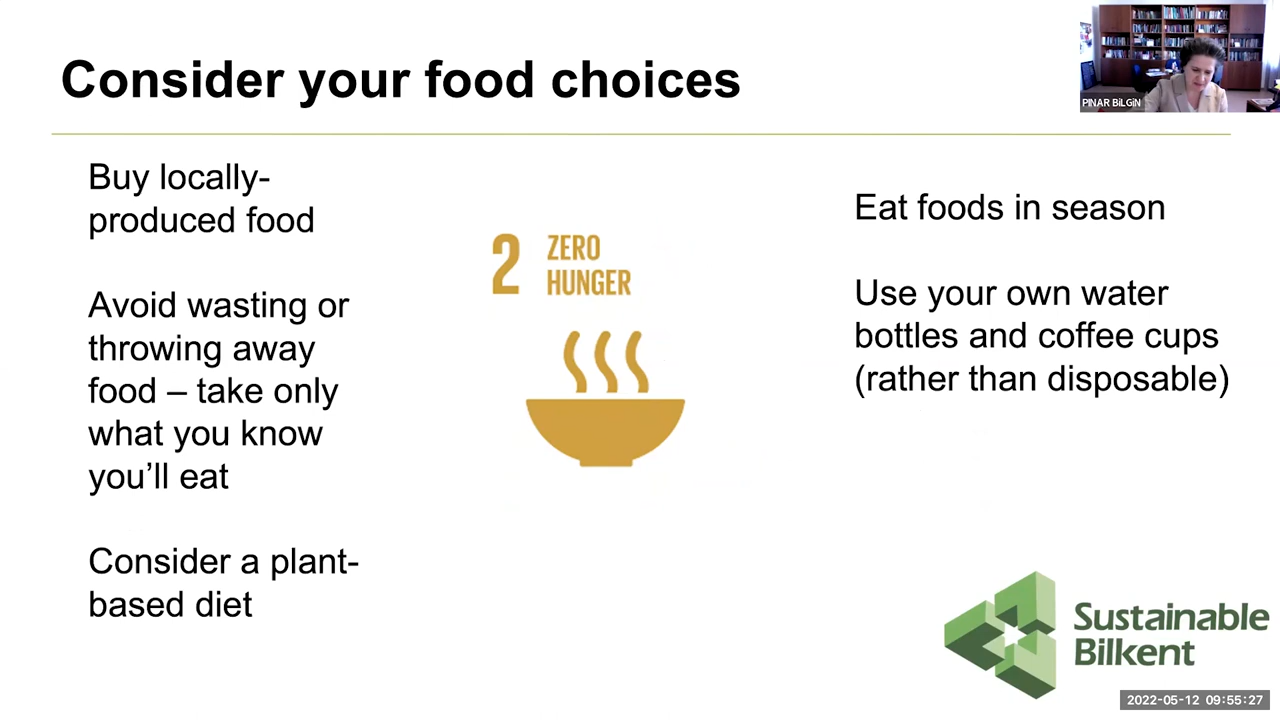 Consider your food choices
PINAR BİLGİN
Buy locally-
produced food
Avoid wasting or
throwing away
food – take only
what you know
you’ll eat
Consider a plant-
based diet
2 ZERO
HUNGER
Eat foods in season
Use your own water
bottles and coffee cups
(rather than disposable)
Sustainable
Bilkent
2022-05-12 09:55:27